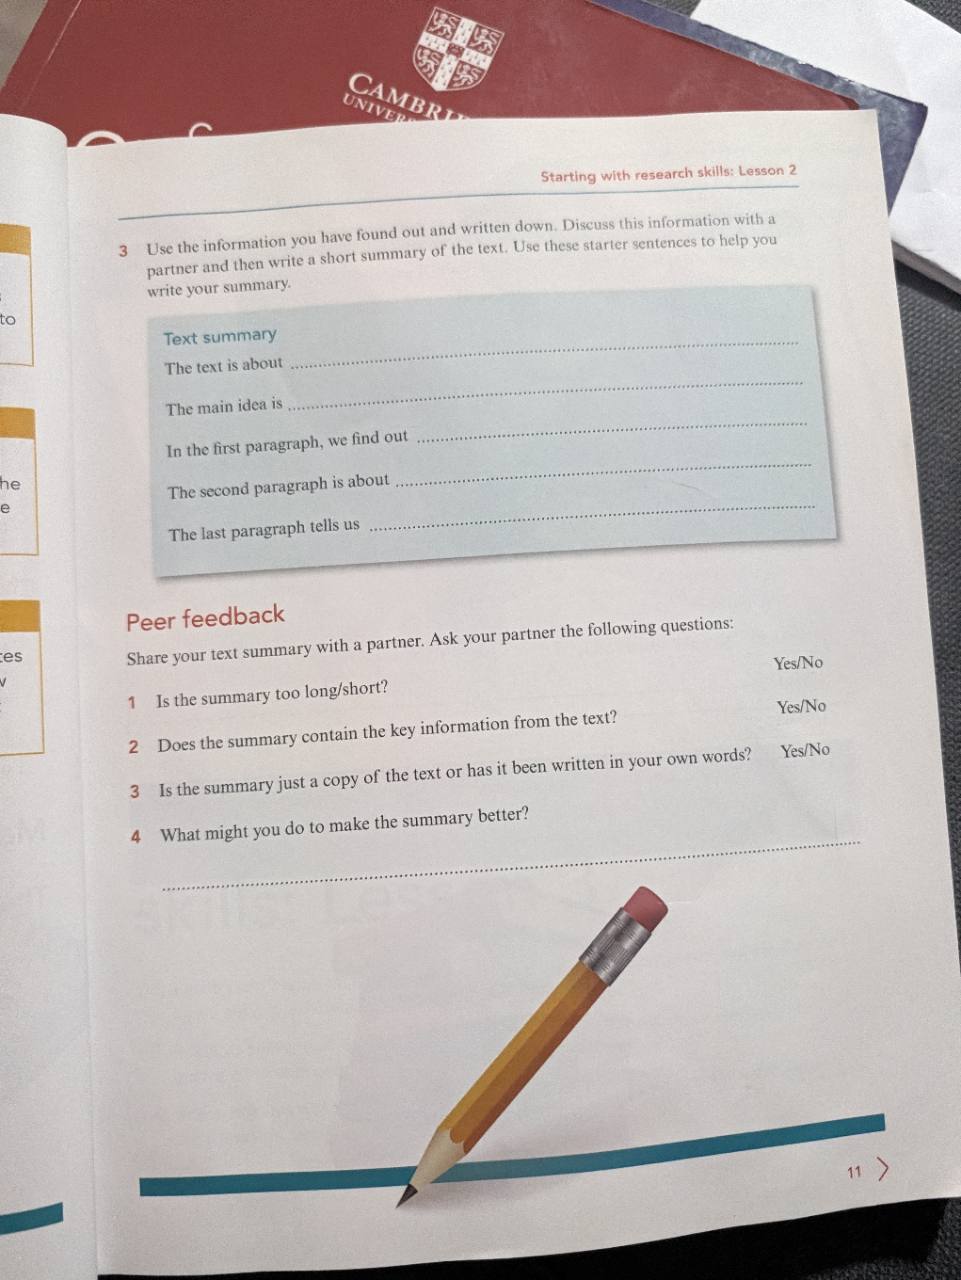 CAMBRI
UNIVER
to
he
e
tes
Starting with research skills: Lesson 2
3 Use the information you have found out and written down. Discuss this information with a
partner and then write a short summary of the text. Use these starter sentences to help you
write your summary.
Text summary
The text is about
The main idea is
In the first paragraph, we find out
The second paragraph is about
The last paragraph tells us
Peer feedback
Share your text summary with a partner. Ask your partner the following questions:
1 Is the summary too long/short? Yes/No
2 Does the summary contain the key information from the text? Yes/No
3 Is the summary just a copy of the text or has it been written in your own words? Yes/No
4 What might you do to make the summary better?
11